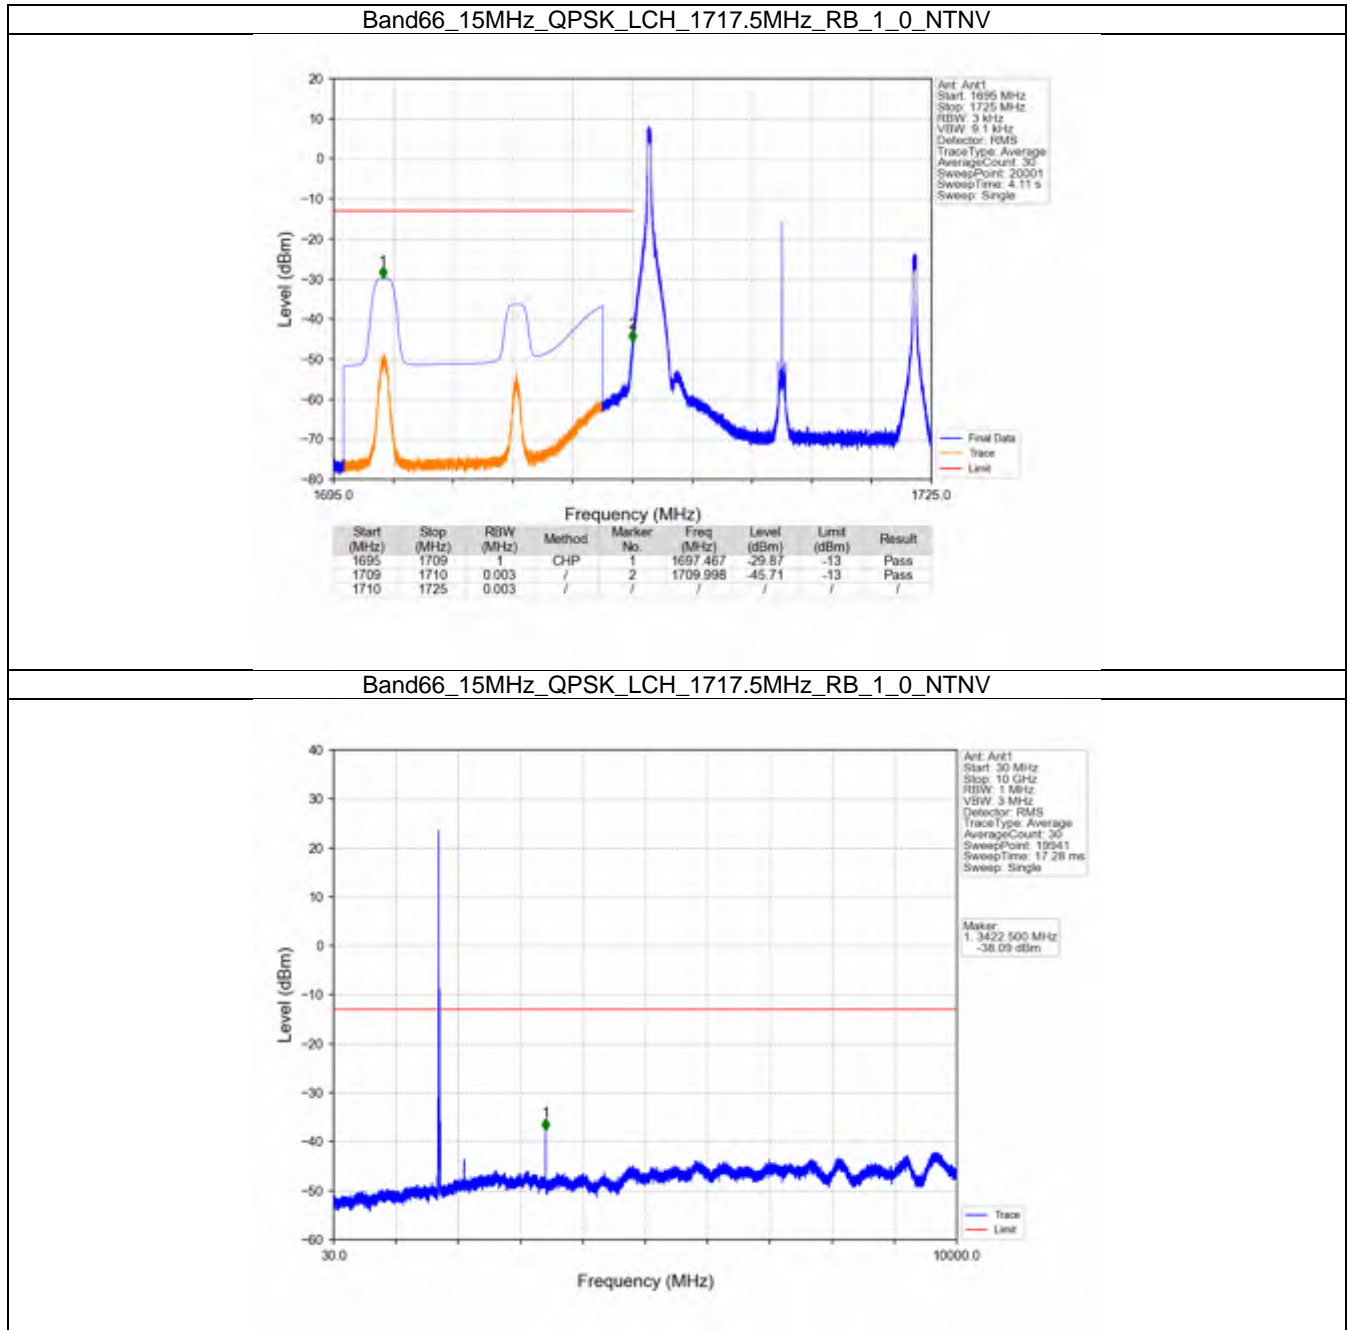 Band66_15MHz_QPSK_LCH_1717.5MHz_RB_1_0_NTNV
20
10
0
−10
−20
−30
−40
−50
−60
−70
−80
Level (dBm)
1
2
1695.0
1725.0
Frequency (MHz)
Ant: Ant1
Start: 1695 MHz
Stop: 1725 MHz
RBW: 3 kHz
VBW: 9.1 kHz
Detector: RMS
TraceType: Average
AverageCount: 30
SweepPoint: 20001
SweepTime: 4.11 s
Sweep: Single
Final Data
Trace
Limit
Start (MHz) Stop (MHz) RBW (MHz) Method Marker No. Freq (MHz) Level (dBm) Limit (dBm) Result
1695 1709 1 CHP 1 1697.467 -29.87 -13 Pass
1709 1710 0.003 / 2 1709.998 -45.71 -13 Pass
1710 1725 0.003 / / / / / /
Band66_15MHz_QPSK_LCH_1717.5MHz_RB_1_0_NTNV
40
30
20
10
0
−10
−20
−30
−40
−50
−60
Level (dBm)
1
30.0
10000.0
Frequency (MHz)
Ant: Ant1
Start: 30 MHz
Stop: 10 GHz
RBW: 1 MHz
VBW: 3 MHz
Detector: RMS
TraceType: Average
AverageCount: 30
SweepPoint: 19941
SweepTime: 17.28 ms
Sweep: Single
Maker:
1. 3422.500 MHz
-38.09 dBm
Trace
Limit